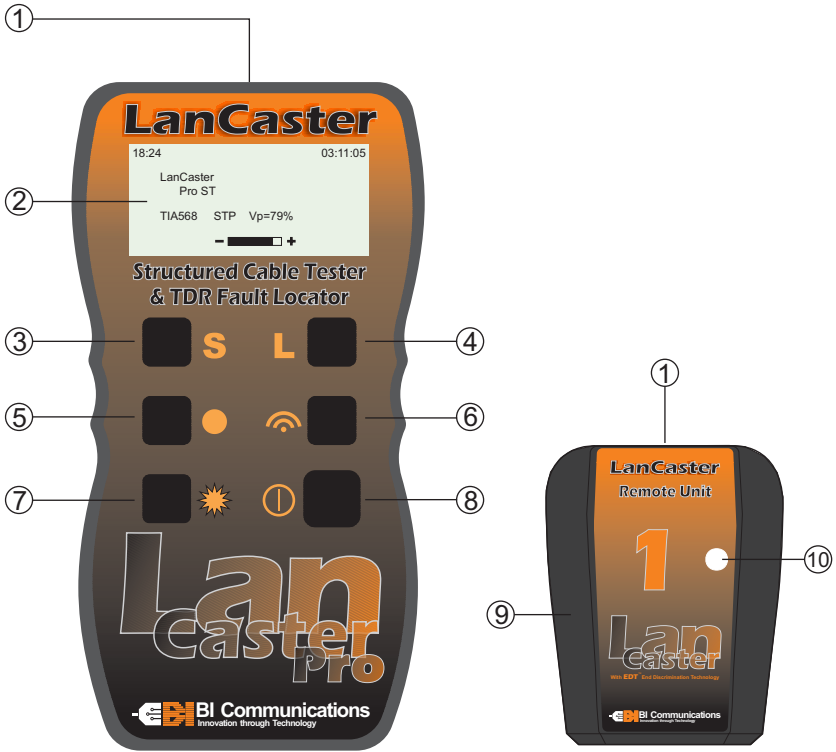 1
LanCaster
18:24 03:11:05
LanCaster
Pro ST
2
TIA568 STP Vp=79%
- +
Structured Cable Tester
& TDR Fault Locator
3 S L 4
5 6
7 8
Lan
Caster
Pro
BI Communications
Innovation through Technology
1
LanCaster
Remote Unit
1
10
9
Lan
Caster
With EDT End Discrimination Technology
BI Communications
Innovation through Technology